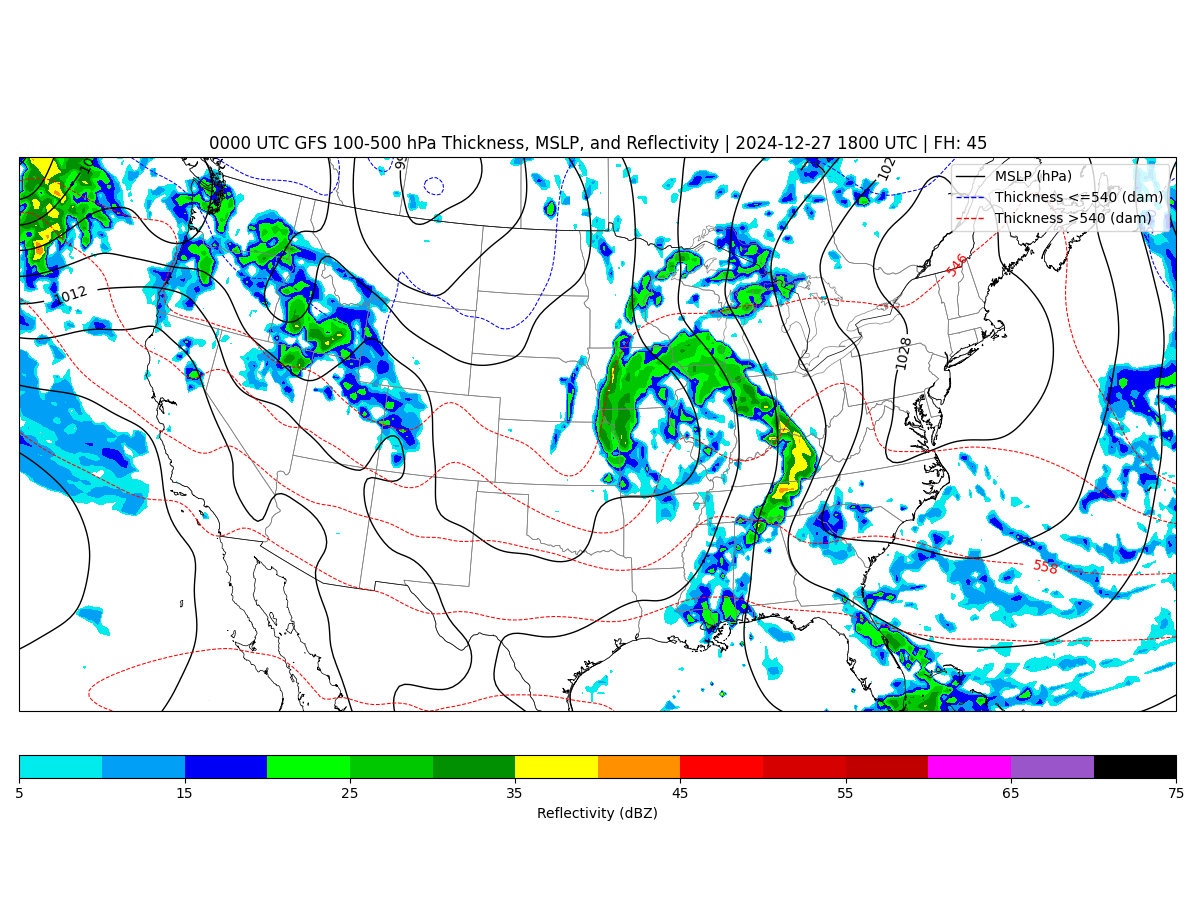 0000 UTC GFS 100-500 hPa Thickness, MSLP, and Reflectivity | 2024-12-27 1800 UTC | FH: 45
MSLP (hPa)
Thickness <=540 (dam)
Thickness >540 (dam)
546
1012
1028
558
5 15 25 35 45 55 65 75
Reflectivity (dBZ)